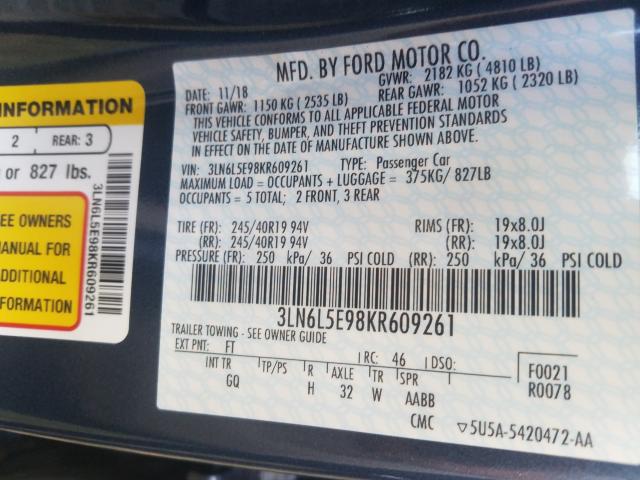 INFORMATION
2 REAR: 3
or 827 lbs.
EE OWNERS
MANUAL FOR
ADDITIONAL
NFORMATION
3LN6L5E98KR609261
MFD. BY FORD MOTOR CO.
DATE: 11/18 GVWR: 2182 KG ( 4810 LB)
FRONT GAWR: 1150 KG ( 2535 LB) REAR GAWR: 1052 KG ( 2320 LB)
THIS VEHICLE CONFORMS TO ALL APPLICABLE FEDERAL MOTOR
VEHICLE SAFETY, BUMPER, AND THEFT PREVENTION STANDARDS
IN EFFECT ON THE DATE OF MANUFACTURE SHOWN ABOVE.
VIN: 3LN6L5E98KR609261 TYPE: Passenger Car
MAXIMUM LOAD = OCCUPANTS + LUGGAGE = 375KG/ 827LB
OCCUPANTS = 5 TOTAL; 2 FRONT, 3 REAR
TIRE (FR): 245/40R19 94V RIMS (FR): 19x8.0J
(RR): 245/40R19 94V (RR): 19x8.0J
PRESSURE (FR): 250 kPa/ 36 PSI COLD (RR): 250 kPa/ 36 PSI COLD
3LN6L5E98KR609261
TRAILER TOWING - SEE OWNER GUIDE
EXT PNT: FT RC: 46 DSO: F0021
INT TR TP/PS R AXLE TR SPR R0078
GQ H 32 W AABB
CMC ▽5U5A-5420472-AA